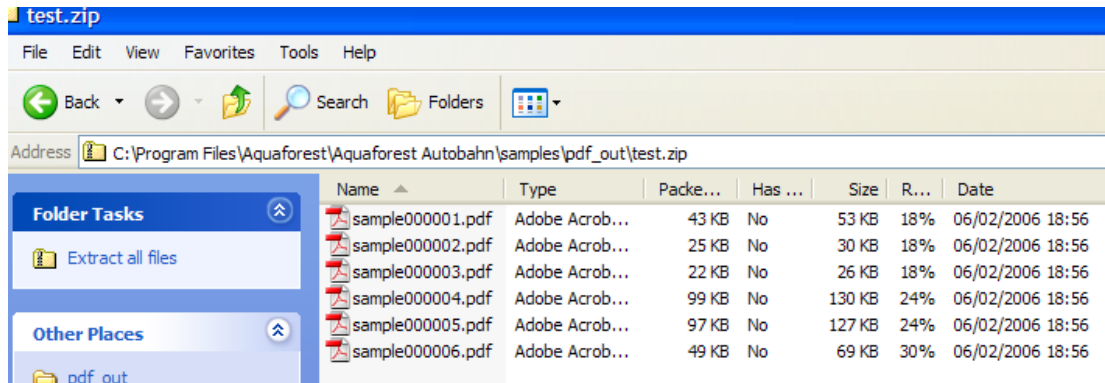 test.zip
File Edit View Favorites Tools Help
Back Search Folders
Address C:\Program Files\Aquaforest\Aquaforest Autobahn\samples\pdf_out\test.zip
Name Type Packe... Has ... Size R... Date
Folder Tasks
Extract all files
Other Places
pdf_out
sample000001.pdf Adobe Acrob... 43 KB No 53 KB 18% 06/02/2006 18:56
sample000002.pdf Adobe Acrob... 25 KB No 30 KB 18% 06/02/2006 18:56
sample000003.pdf Adobe Acrob... 22 KB No 26 KB 18% 06/02/2006 18:56
sample000004.pdf Adobe Acrob... 99 KB No 130 KB 24% 06/02/2006 18:56
sample000005.pdf Adobe Acrob... 97 KB No 127 KB 24% 06/02/2006 18:56
sample000006.pdf Adobe Acrob... 49 KB No 69 KB 30% 06/02/2006 18:56